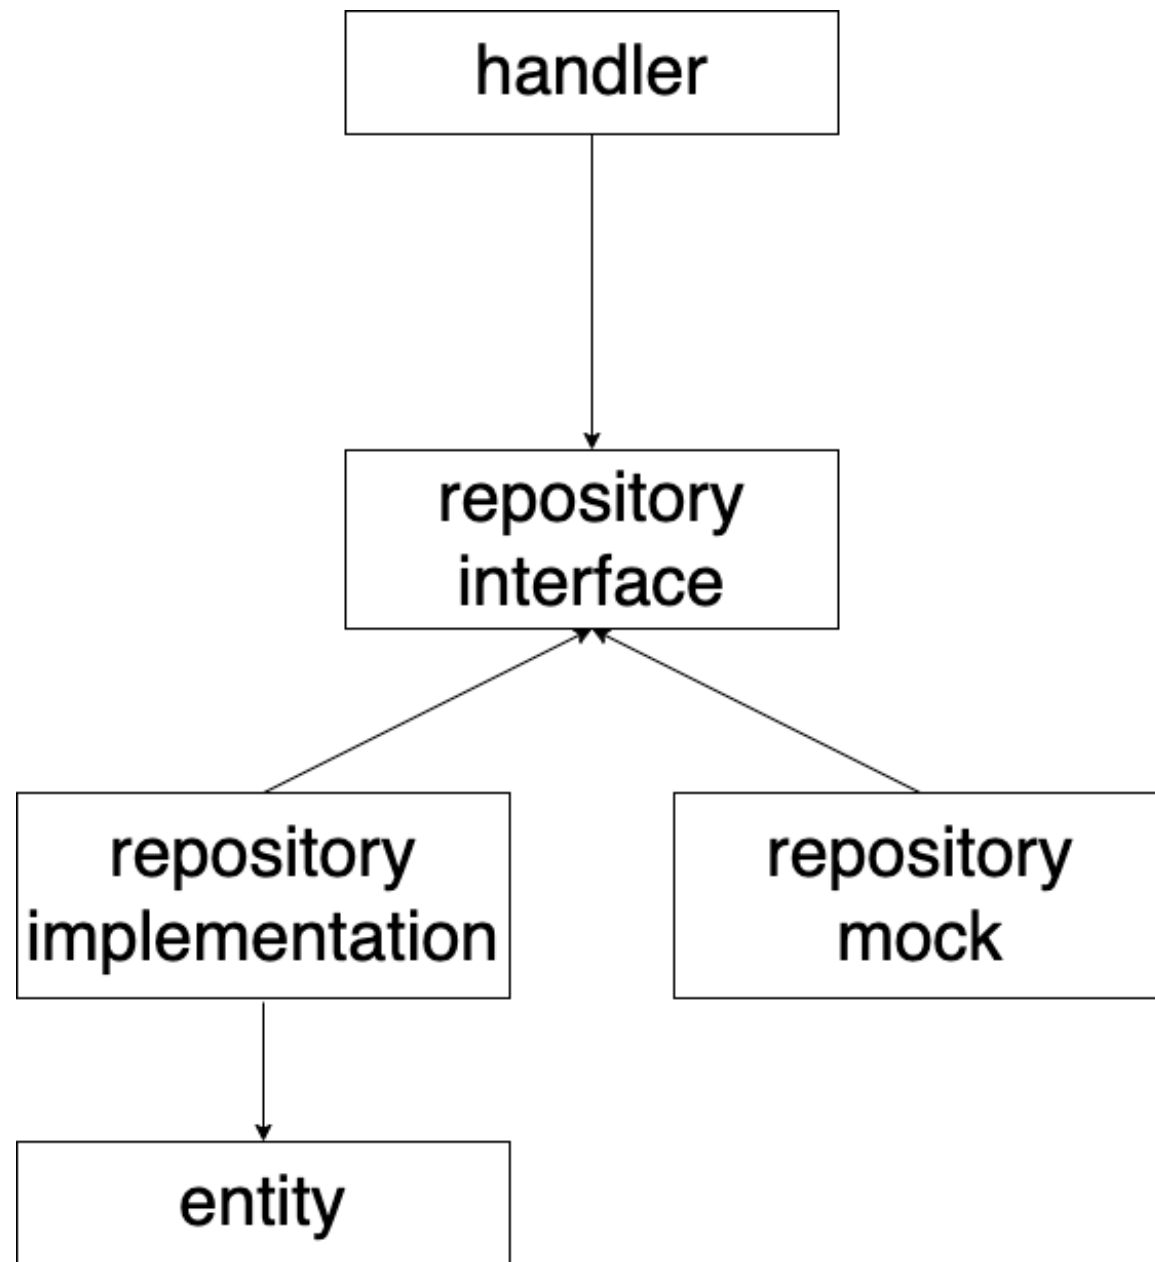 handler
repository
interface
repository
implementation
repository
mock
entity